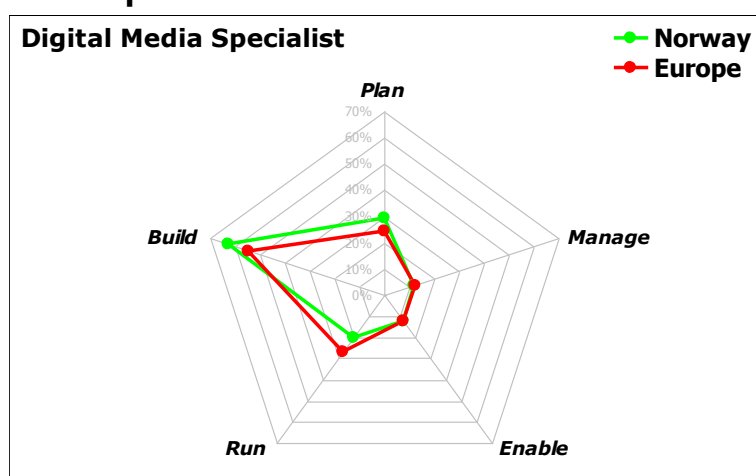 Digital Media Specialist
Norway
Europe
Plan
70%
60%
50%
40%
30%
20%
10%
0%
Build
Manage
Run
Enable